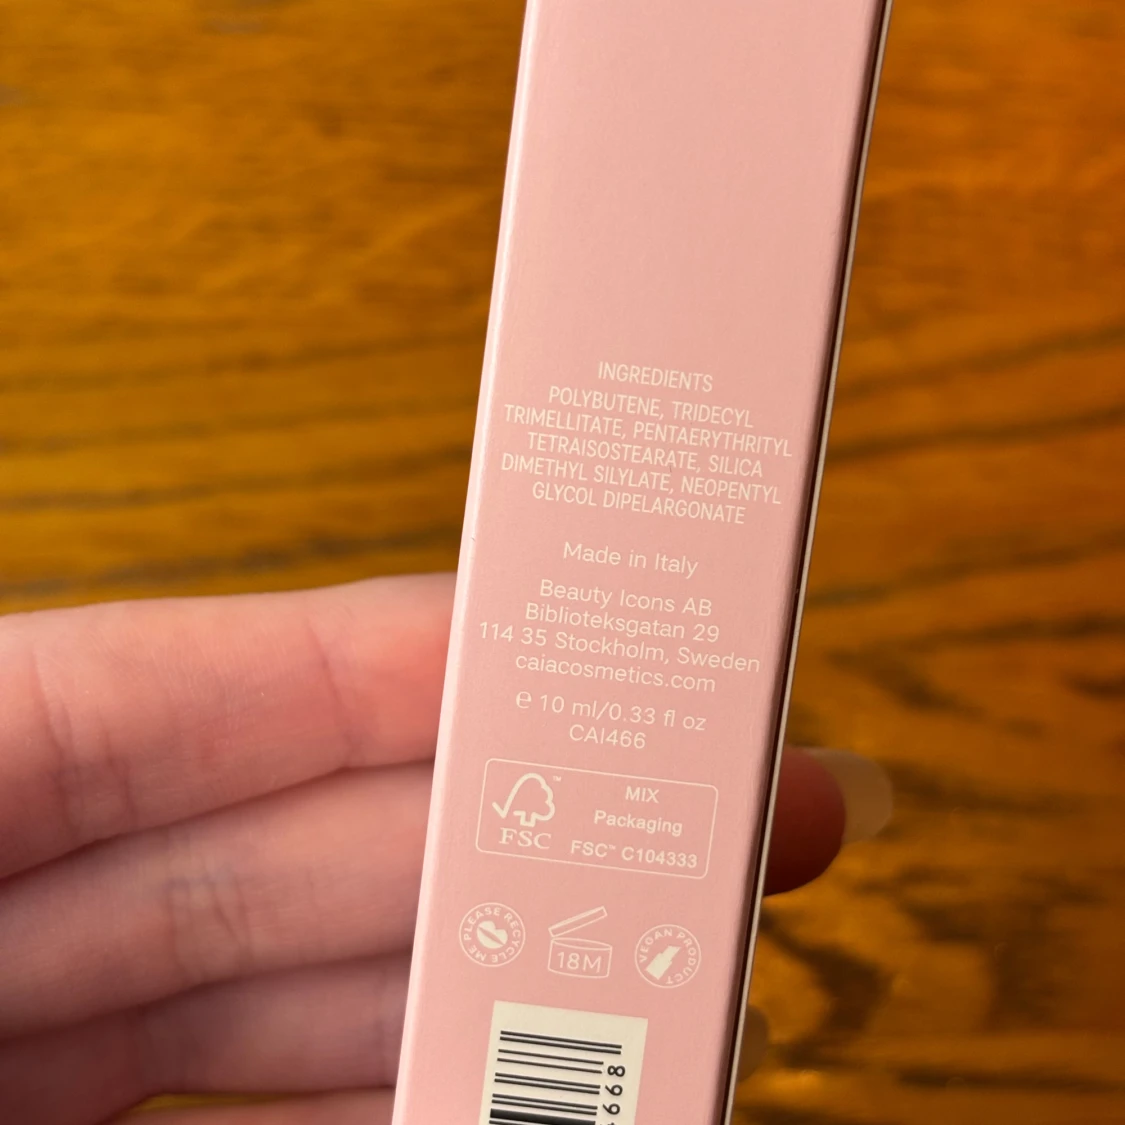 INGREDIENTS
POLYBUTENE, TRIDECYL
TRIMELLITATE, PENTAERYTHRITYL
TETRAISOSTEARATE, SILICA
DIMETHYL SILYLATE, NEOPENTYL
GLYCOL DIPELARGONATE
Made in Italy
Beauty Icons AB
Biblioteksgatan 29
114 35 Stockholm, Sweden
caiacosmetics.com
℮ 10 ml/0.33 fl oz
CAI466
FSC™
MIX
Packaging
FSC™ C104333
PLEASE RECYCLE ME
18M
VEGAN PRODUCT